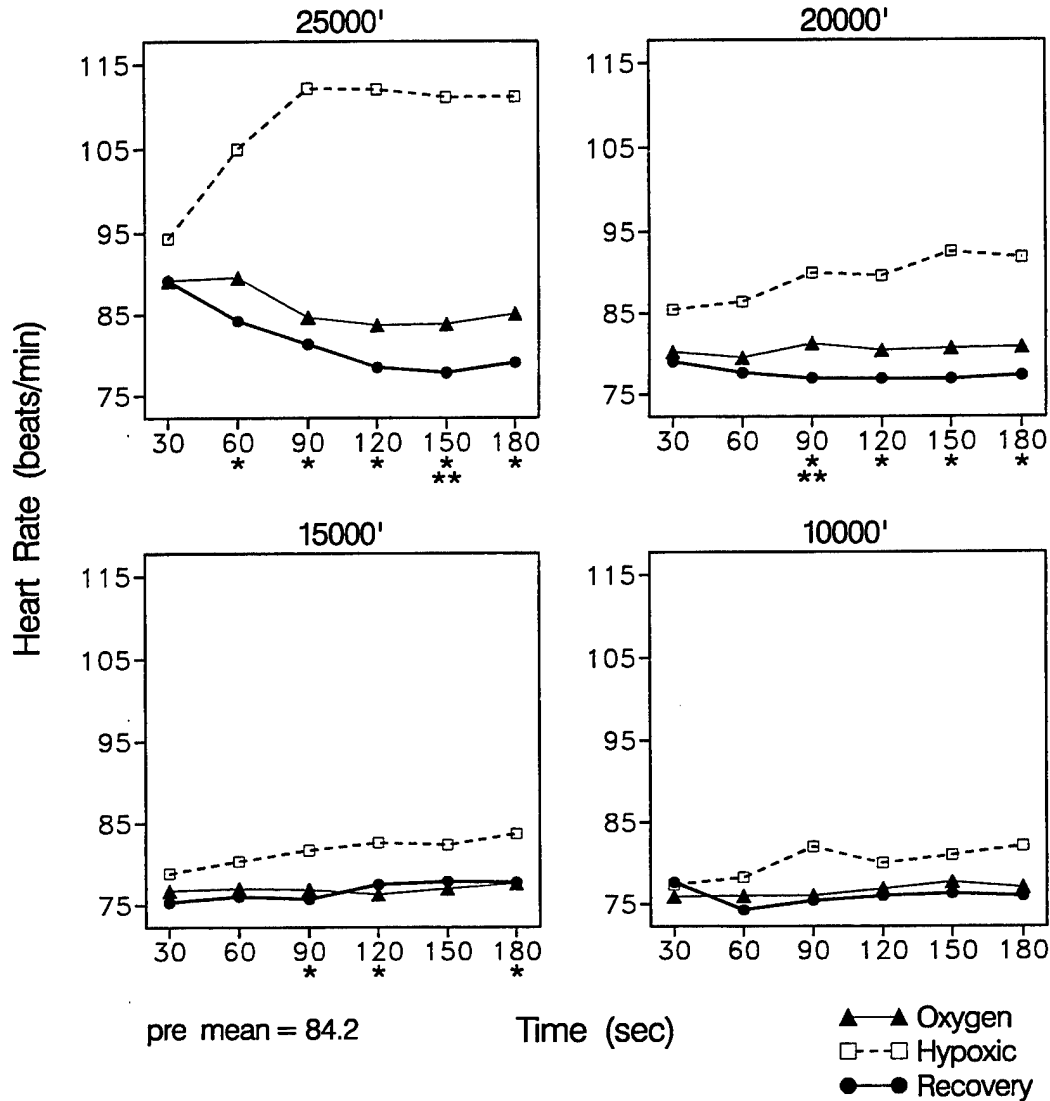 25000'
115
105
95
85
75
30 60 90 120 150 180
* * * * *
**
20000'
115
105
95
85
75
30 60 90 120 150 180
* * * *
**
Heart Rate (beats/min)
15000'
115
105
95
85
75
30 60 90 120 150 180
* * *
10000'
115
105
95
85
75
30 60 90 120 150 180
pre mean = 84.2
Time (sec)
Oxygen
Hypoxic
Recovery